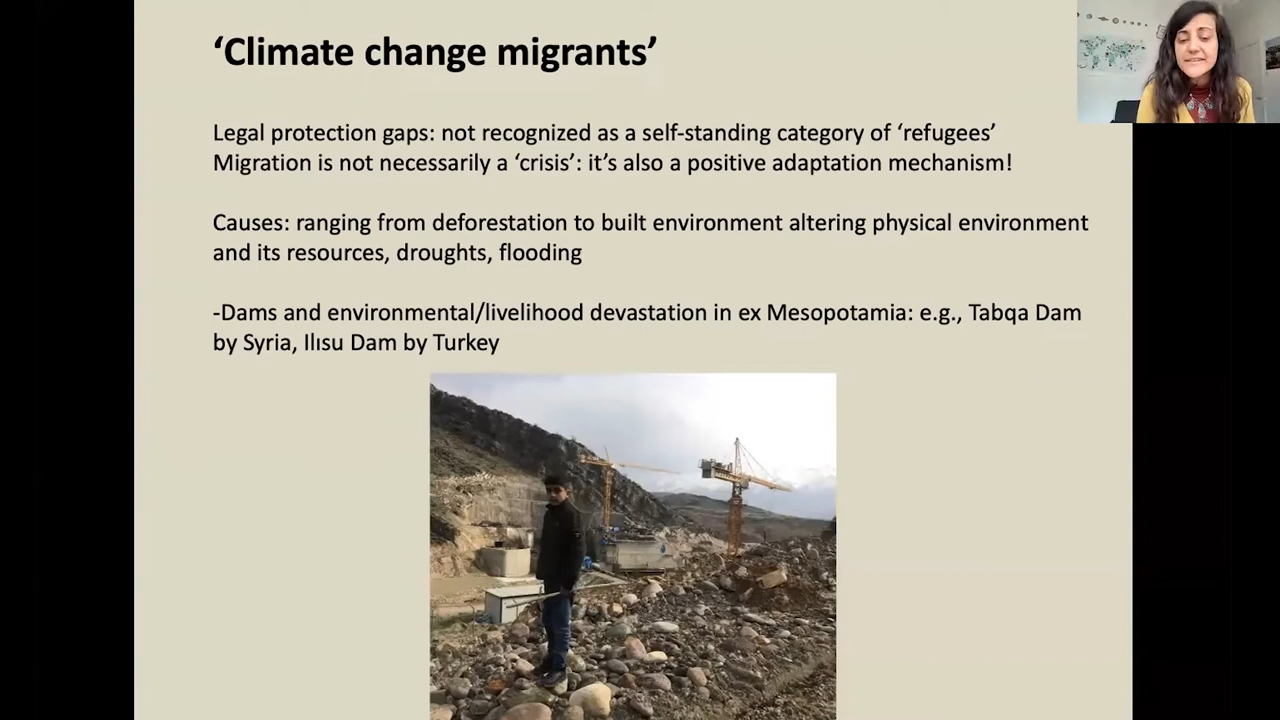 ‘Climate change migrants’
Legal protection gaps: not recognized as a self-standing category of ‘refugees’
Migration is not necessarily a ‘crisis’: it’s also a positive adaptation mechanism!
Causes: ranging from deforestation to built environment altering physical environment
and its resources, droughts, flooding
-Dams and environmental/livelihood devastation in ex Mesopotamia: e.g., Tabqa Dam
by Syria, Ilısu Dam by Turkey